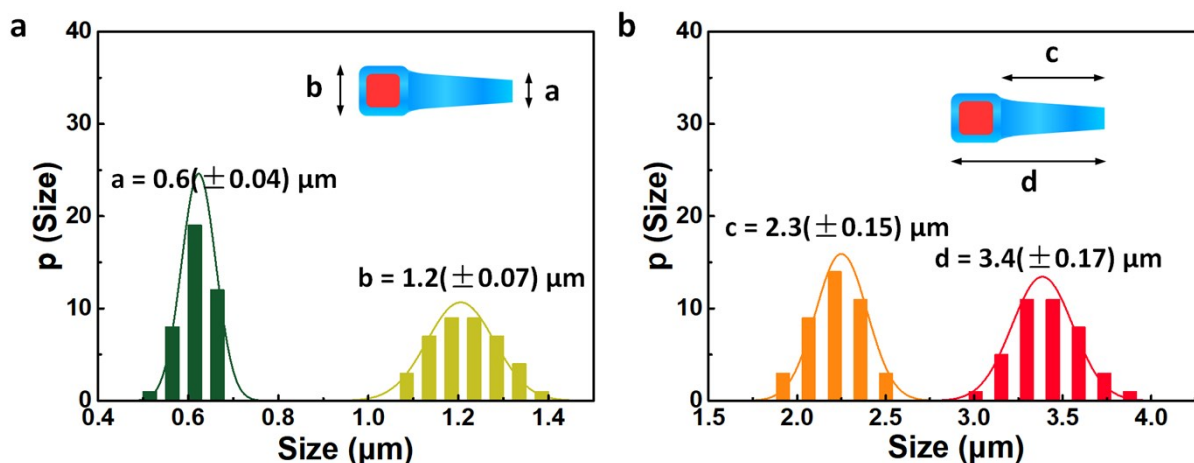 a
40
30
20
10
0
p (Size)
b
a
a = 0.6(±0.04) µm
b = 1.2(±0.07) µm
0.4
0.6
0.8
1.0
1.2
1.4
Size (µm)
b
40
30
20
10
0
p (Size)
c
d
c = 2.3(±0.15) µm
d = 3.4(±0.17) µm
1.5
2.0
2.5
3.0
3.5
4.0
Size (µm)